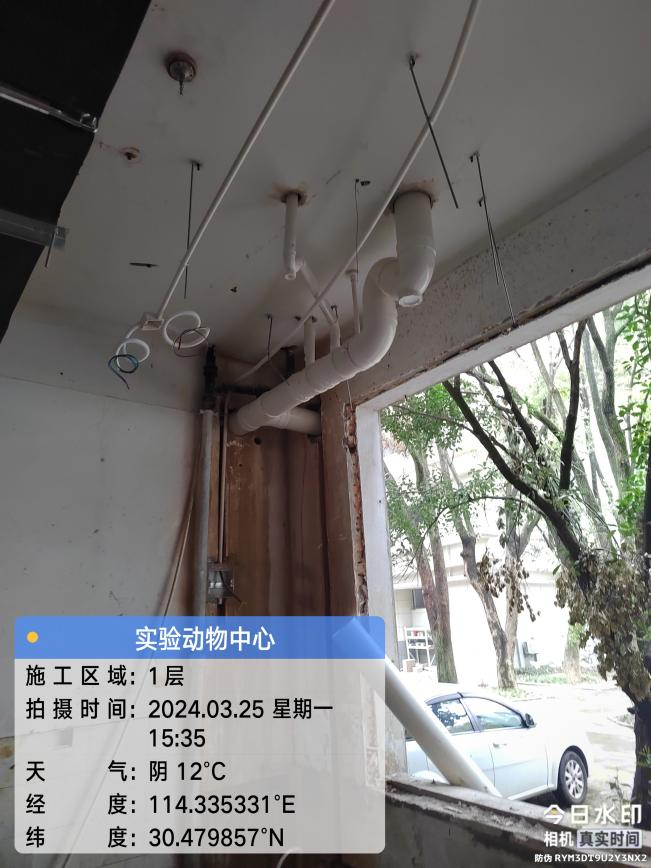 实验动物中心
施工区域：1层
拍摄时间：2024.03.25 星期一
15:35
天气：阴 12℃
经度：114.335331°E
纬度：30.479857°N
今日水印
相机 真实时间
防伪 RYM3DT9U2Y3NX2